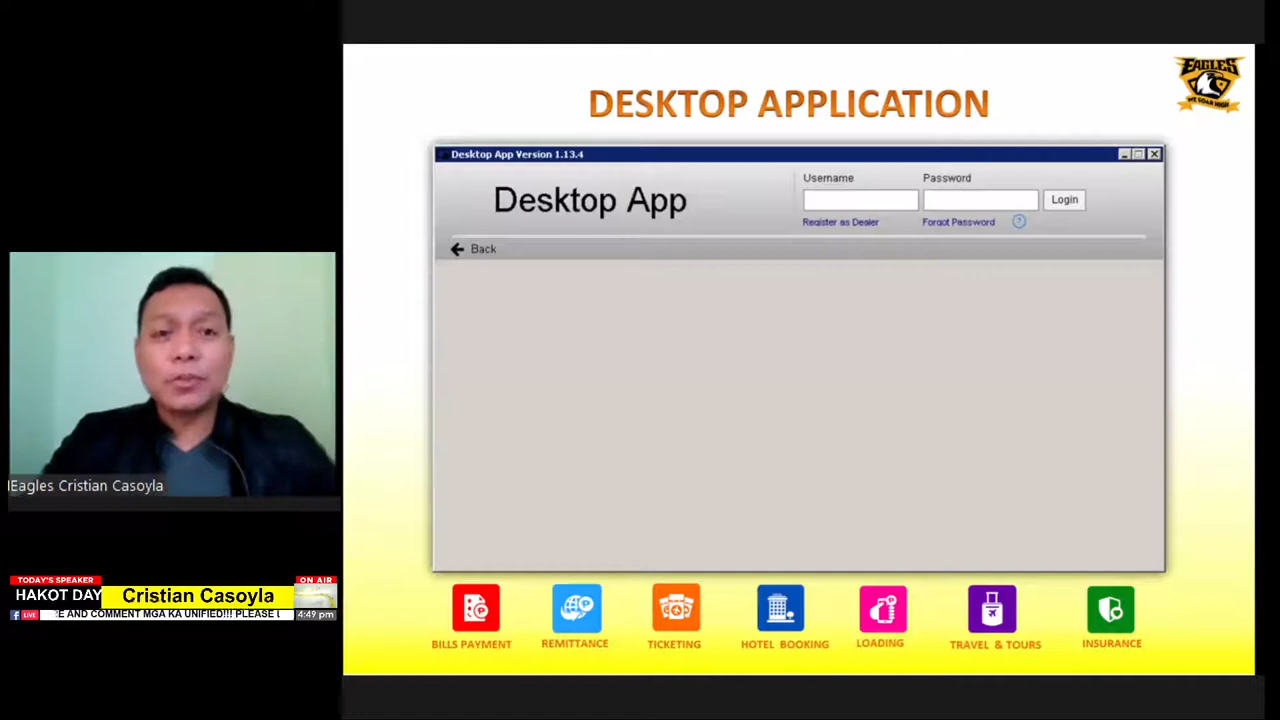 EAGLES
WE SOAR HIGH
DESKTOP APPLICATION
Desktop App Version 1.13.4
Desktop App
Username
Password
Login
Register as Dealer
Forgot Password
?
Back
BILLS PAYMENT
REMITTANCE
TICKETING
HOTEL BOOKING
LOADING
TRAVEL & TOURS
INSURANCE
Eagles Cristian Casoyla
TODAY'S SPEAKER
ON AIR
HAKOT DAY
Cristian Casoyla
f LIVE
E AND COMMENT MGA KA UNIFIED!!! PLEASE
4:49 pm